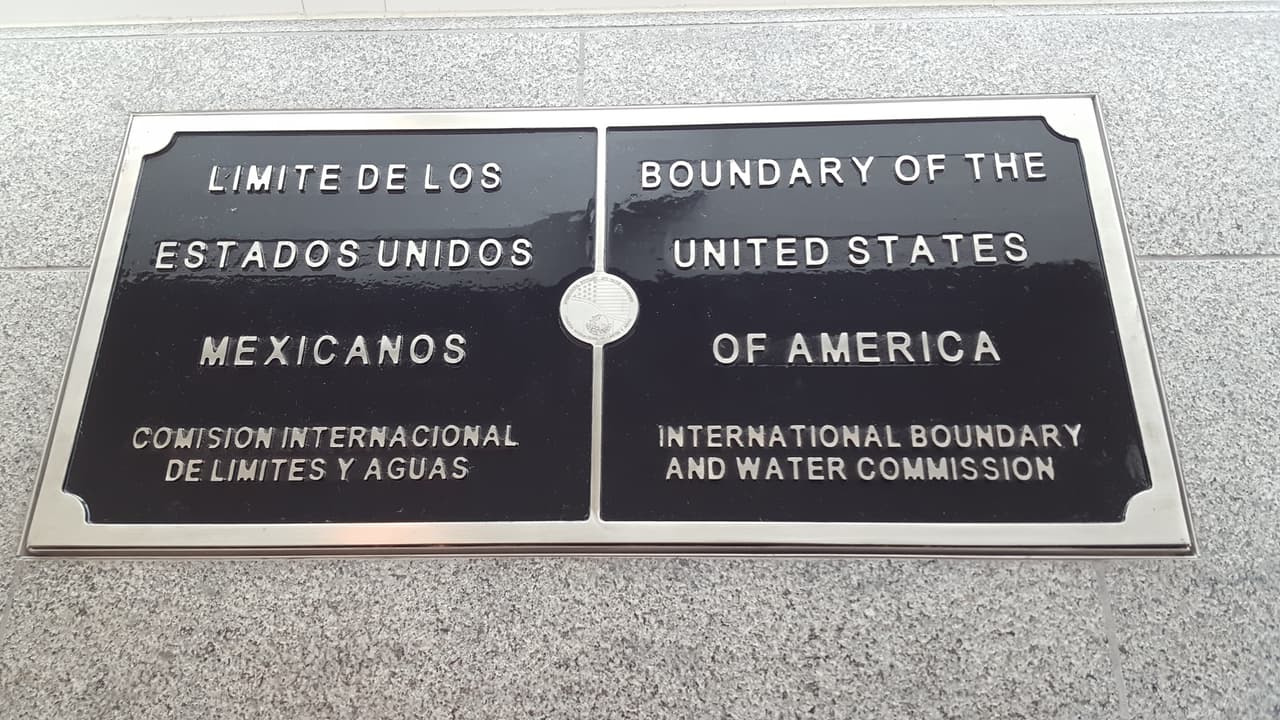 LIMITE DE LOS
ESTADOS UNIDOS
MEXICANOS
COMISION INTERNACIONAL
DE LIMITES Y AGUAS
BOUNDARY OF THE
UNITED STATES
OF AMERICA
INTERNATIONAL BOUNDARY
AND WATER COMMISSION